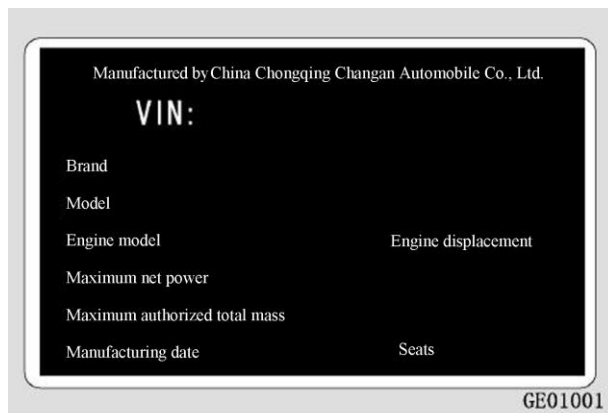 Manufactured by China Chongqing Changan Automobile Co., Ltd.
VIN:
Brand
Model
Engine model Engine displacement
Maximum net power
Maximum authorized total mass
Manufacturing date Seats
GE01001